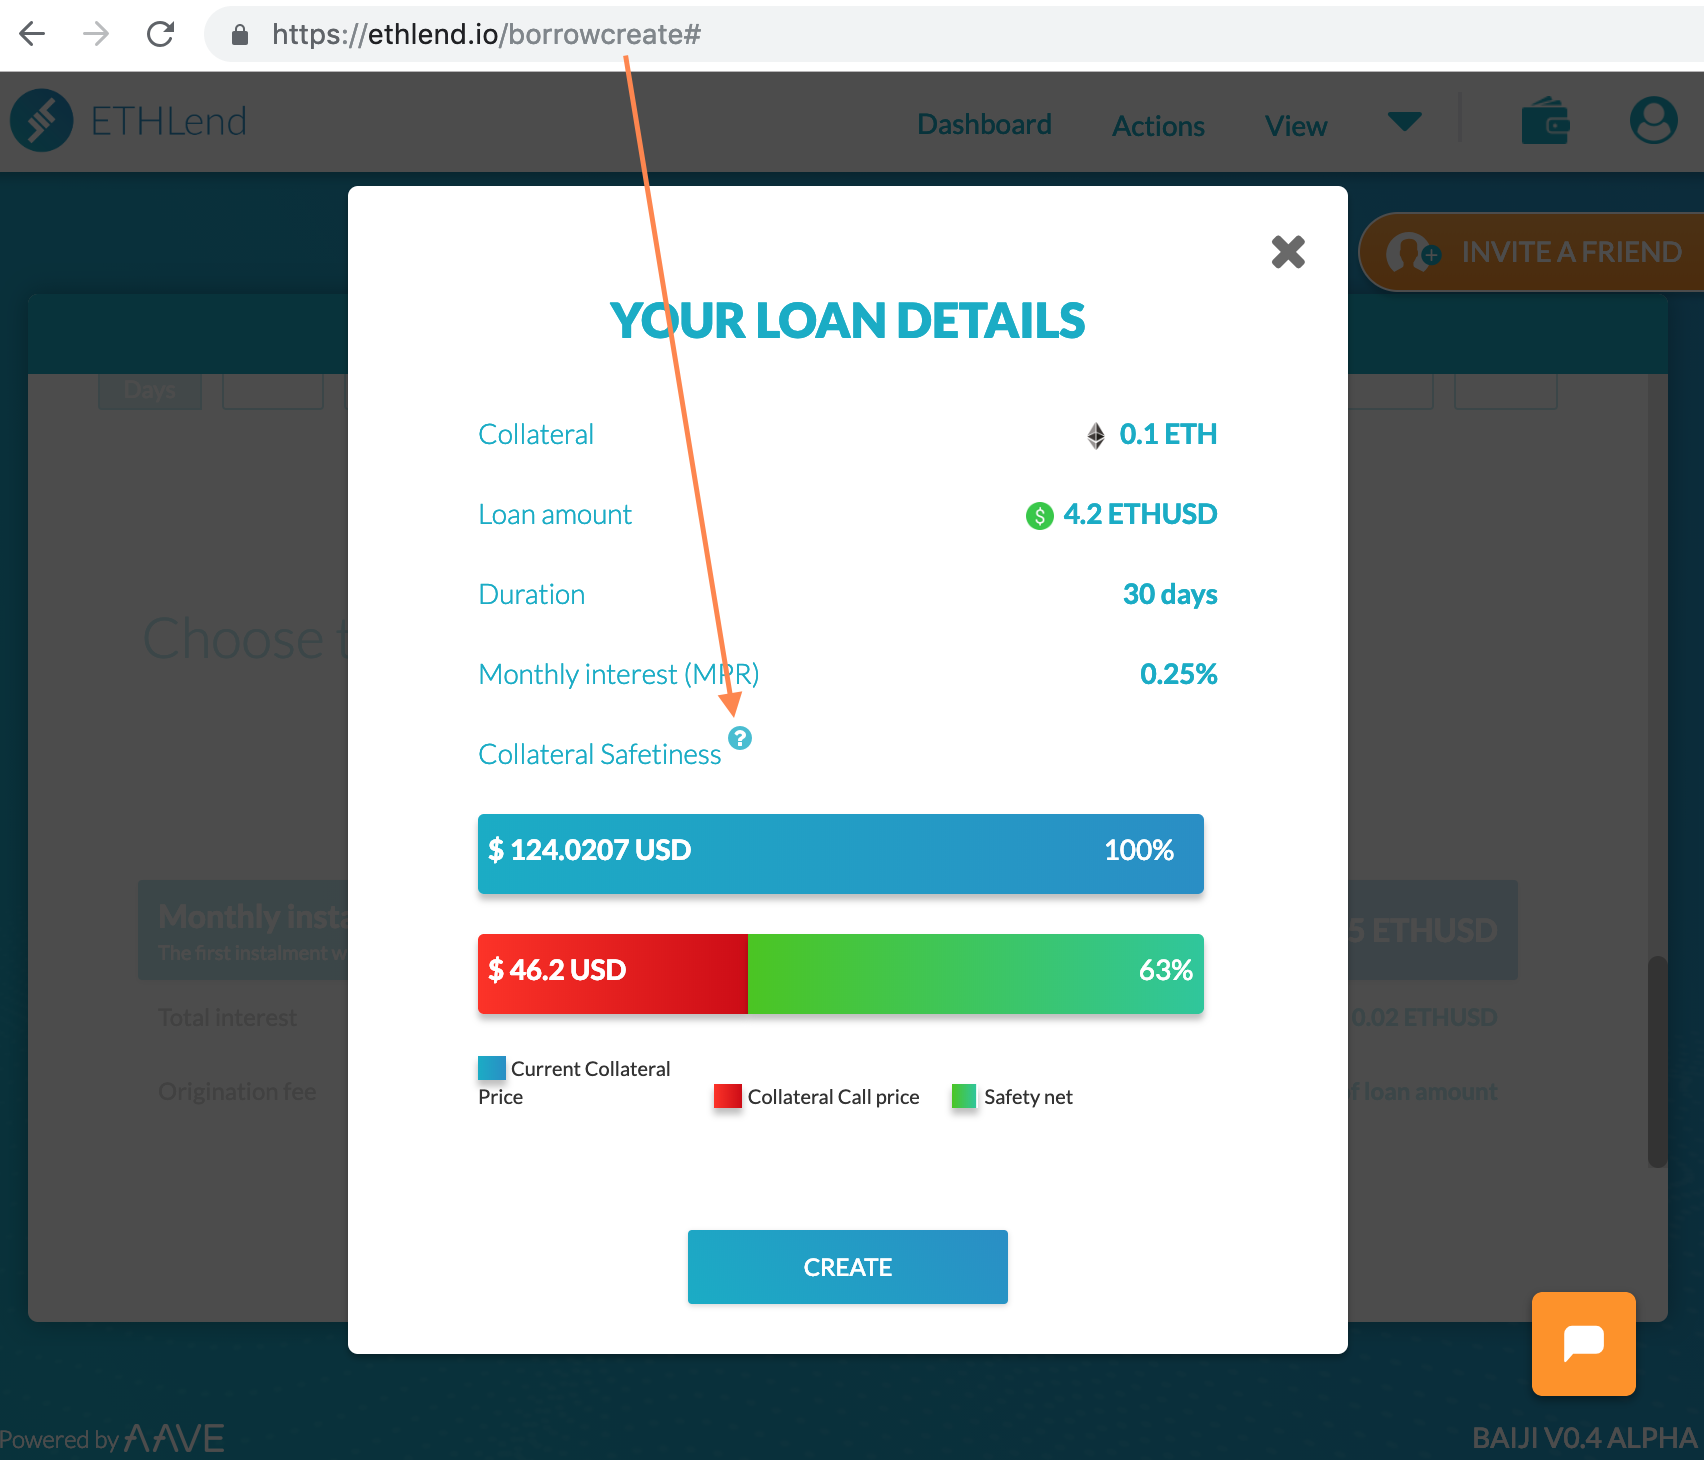 https://ethlend.io/borrowcreate#
ETHLend
Dashboard
Actions
View
INVITE A FRIEND
YOUR LOAN DETAILS
Days
Collateral
0.1 ETH
Loan amount
$ 4.2 ETHUSD
Duration
30 days
Choose t
Monthly interest (MPR)
0.25%
Collateral Safetiness ?
$ 124.0207 USD
100%
Monthly insta
The first instalment w
5 ETHUSD
$ 46.2 USD
63%
Total interest
0.02 ETHUSD
Current Collateral
Price
Collateral Call price
Safety net
Origination fee
f loan amount
CREATE
Powered by AAVE
BAIJI V0.4 ALPHA